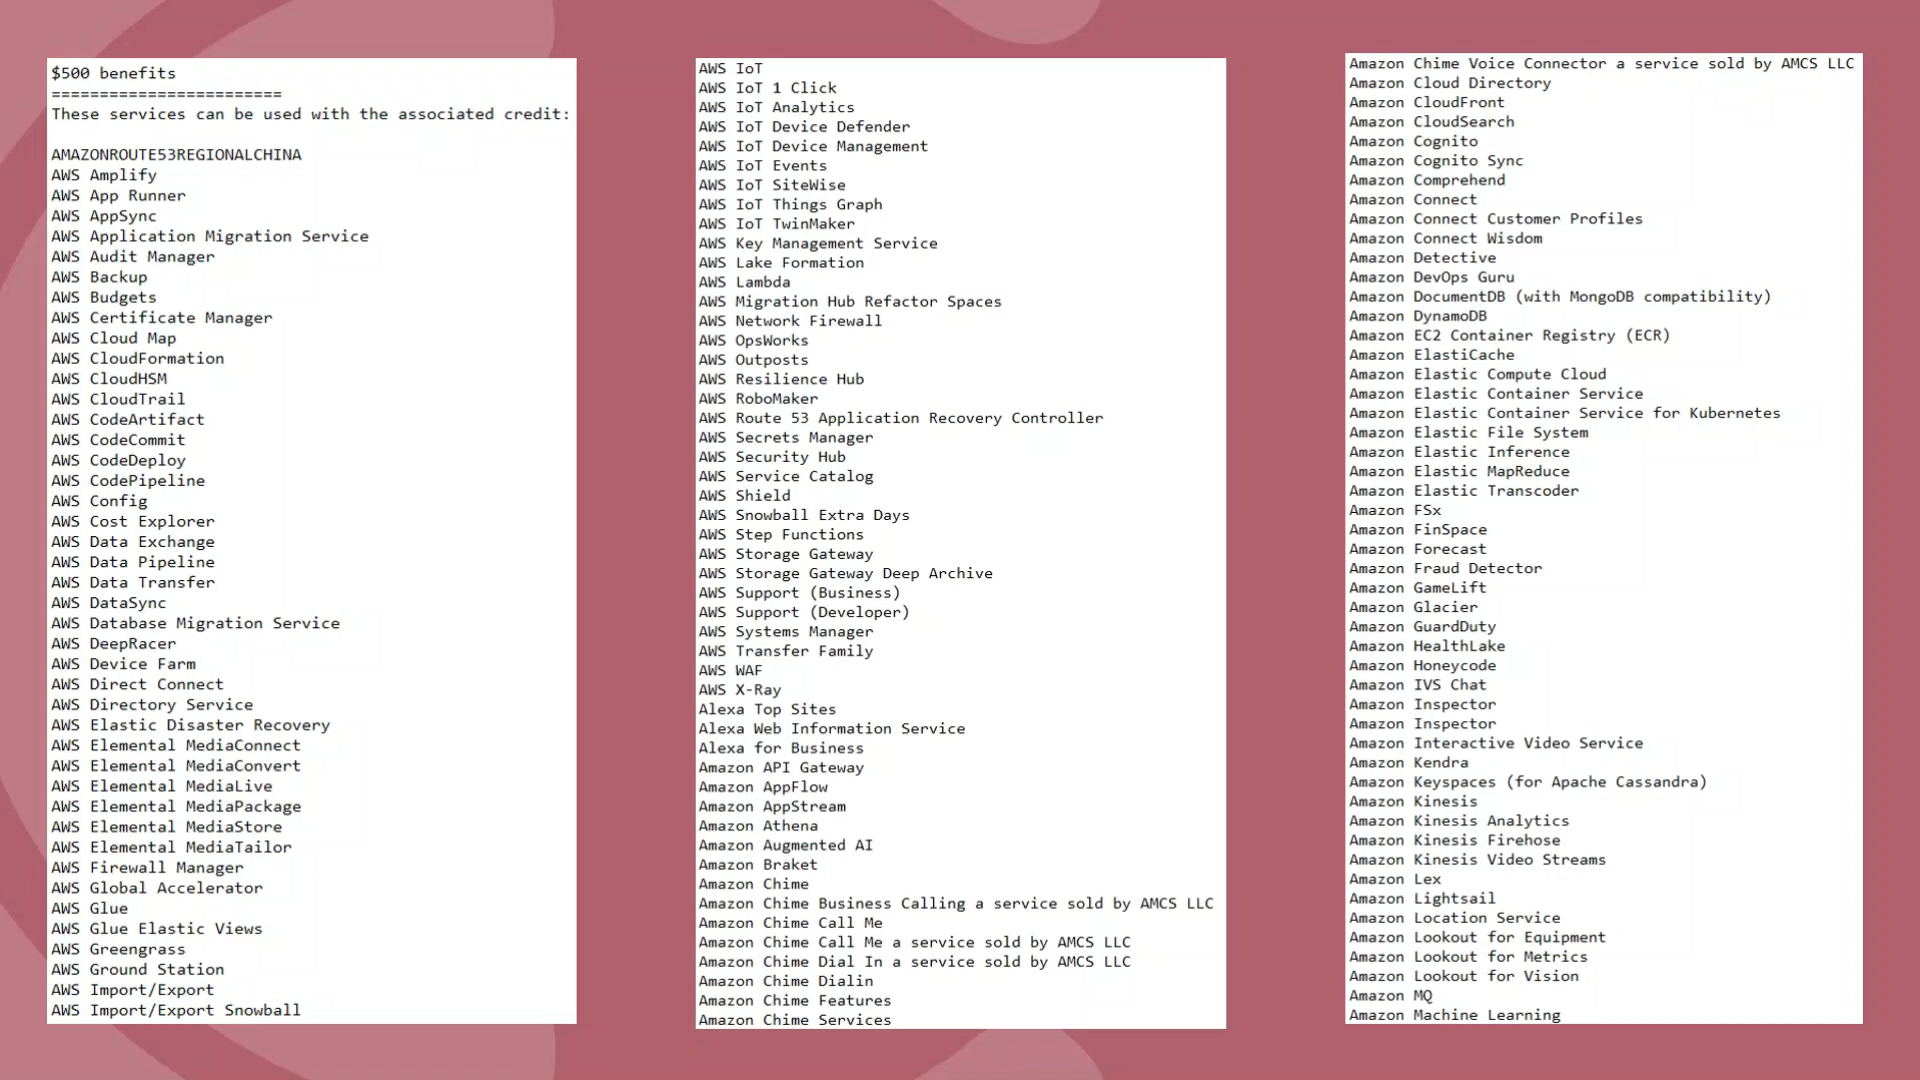 $500 benefits
========================
These services can be used with the associated credit:
AMAZONROUTE53REGIONALCHINA
AWS Amplify
AWS App Runner
AWS AppSync
AWS Application Migration Service
AWS Audit Manager
AWS Backup
AWS Budgets
AWS Certificate Manager
AWS Cloud Map
AWS CloudFormation
AWS CloudHSM
AWS CloudTrail
AWS CodeArtifact
AWS CodeCommit
AWS CodeDeploy
AWS CodePipeline
AWS Config
AWS Cost Explorer
AWS Data Exchange
AWS Data Pipeline
AWS Data Transfer
AWS DataSync
AWS Database Migration Service
AWS DeepRacer
AWS Device Farm
AWS Direct Connect
AWS Directory Service
AWS Elastic Disaster Recovery
AWS Elemental MediaConnect
AWS Elemental MediaConvert
AWS Elemental MediaLive
AWS Elemental MediaPackage
AWS Elemental MediaStore
AWS Elemental MediaTailor
AWS Firewall Manager
AWS Global Accelerator
AWS Glue
AWS Glue Elastic Views
AWS Greengrass
AWS Ground Station
AWS Import/Export
AWS Import/Export Snowball
AWS IoT
AWS IoT 1 Click
AWS IoT Analytics
AWS IoT Device Defender
AWS IoT Device Management
AWS IoT Events
AWS IoT SiteWise
AWS IoT Things Graph
AWS IoT TwinMaker
AWS Key Management Service
AWS Lake Formation
AWS Lambda
AWS Migration Hub Refactor Spaces
AWS Network Firewall
AWS OpsWorks
AWS Outposts
AWS Resilience Hub
AWS RoboMaker
AWS Route 53 Application Recovery Controller
AWS Secrets Manager
AWS Security Hub
AWS Service Catalog
AWS Shield
AWS Snowball Extra Days
AWS Step Functions
AWS Storage Gateway
AWS Storage Gateway Deep Archive
AWS Support (Business)
AWS Support (Developer)
AWS Systems Manager
AWS Transfer Family
AWS WAF
AWS X-Ray
Alexa Top Sites
Alexa Web Information Service
Alexa for Business
Amazon API Gateway
Amazon AppFlow
Amazon AppStream
Amazon Athena
Amazon Augmented AI
Amazon Braket
Amazon Chime
Amazon Chime Business Calling a service sold by AMCS LLC
Amazon Chime Call Me
Amazon Chime Call Me a service sold by AMCS LLC
Amazon Chime Dial In a service sold by AMCS LLC
Amazon Chime Dialin
Amazon Chime Features
Amazon Chime Services
Amazon Chime Voice Connector a service sold by AMCS LLC
Amazon Cloud Directory
Amazon CloudFront
Amazon CloudSearch
Amazon Cognito
Amazon Cognito Sync
Amazon Comprehend
Amazon Connect
Amazon Connect Customer Profiles
Amazon Connect Wisdom
Amazon Detective
Amazon DevOps Guru
Amazon DocumentDB (with MongoDB compatibility)
Amazon DynamoDB
Amazon EC2 Container Registry (ECR)
Amazon ElastiCache
Amazon Elastic Compute Cloud
Amazon Elastic Container Service
Amazon Elastic Container Service for Kubernetes
Amazon Elastic File System
Amazon Elastic Inference
Amazon Elastic MapReduce
Amazon Elastic Transcoder
Amazon FSx
Amazon FinSpace
Amazon Forecast
Amazon Fraud Detector
Amazon GameLift
Amazon Glacier
Amazon GuardDuty
Amazon HealthLake
Amazon Honeycode
Amazon IVS Chat
Amazon Inspector
Amazon Inspector
Amazon Interactive Video Service
Amazon Kendra
Amazon Keyspaces (for Apache Cassandra)
Amazon Kinesis
Amazon Kinesis Analytics
Amazon Kinesis Firehose
Amazon Kinesis Video Streams
Amazon Lex
Amazon Lightsail
Amazon Location Service
Amazon Lookout for Equipment
Amazon Lookout for Metrics
Amazon Lookout for Vision
Amazon MQ
Amazon Machine Learning